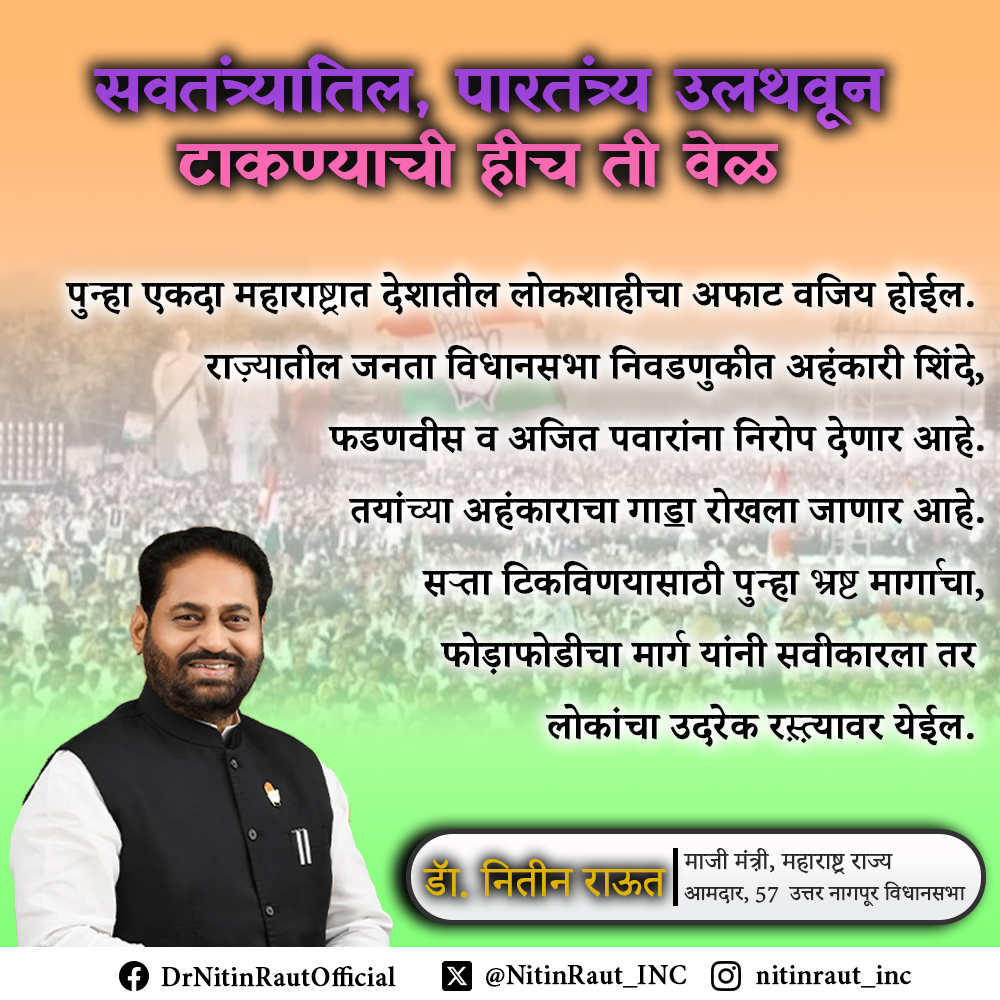 सवतंत्र्यातिल, पारतंत्र्य उलथवून
टाकण्याची हीच ती वेळ
पुन्हा एकदा महाराष्ट्रात देशातील लोकशाहीचा अफाट वजिय होईल.
राज़्यातील जनता विधानसभा निवडणुकीत अहंकारी शिंदे,
फडणवीस व अजित पवारांना निरोप देणार आहे.
तयांच्या अहंकाराचा गाडा रोखला जाणार आहे.
सऱ्ता टिकविणयासाठी पुन्हा भ्रष्ट मार्गाचा,
फोड़ाफोडीचा मार्ग यांनी सवीकारला तर
लोकांचा उदरेक रस़्त्यावर येईल.
डॅा. नितीन राऊत
माजी मंत्री, महाराष्ट्र राज्य
आमदार, 57 उत्तर नागपूर विधानसभा
DrNitinRautOfficial @NitinRaut_INC nitinraut_inc